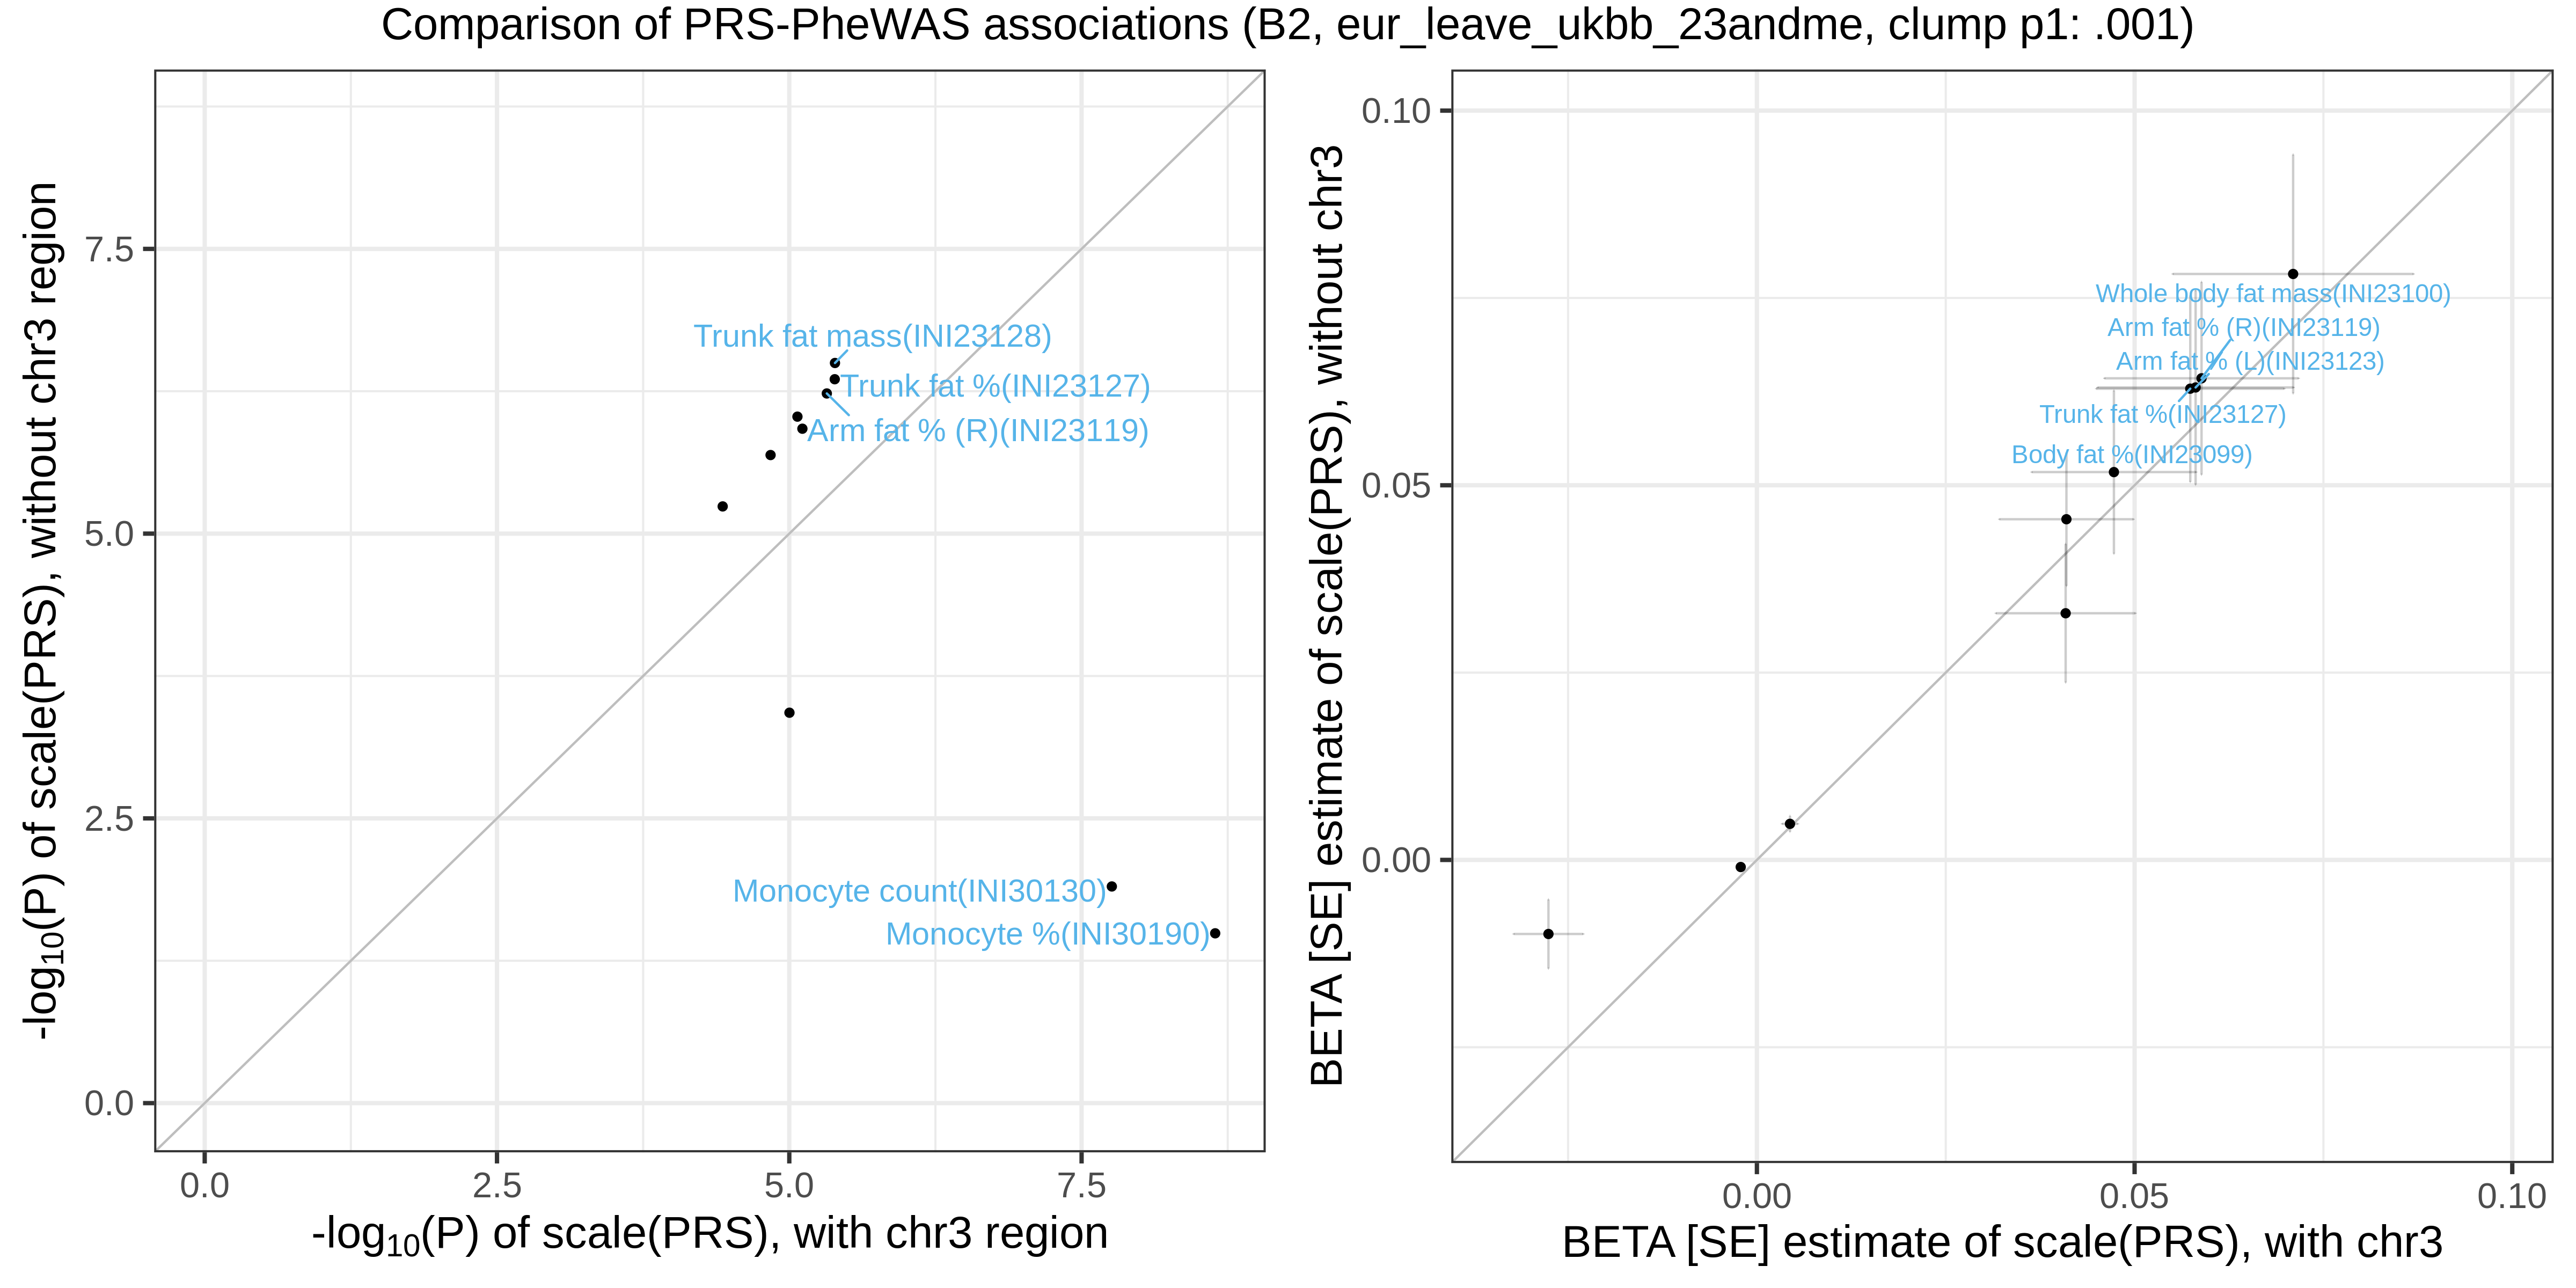 Comparison of PRS-PheWAS associations (B2, eur_leave_ukbb_23andme, clump p1: .001)
-log10(P) of scale(PRS), without chr3 region
7.5
5.0
2.5
0.0
Trunk fat mass(INI23128)
Trunk fat %(INI23127)
Arm fat % (R)(INI23119)
Monocyte count(INI30130)
Monocyte %(INI30190)
0.0
2.5
5.0
7.5
-log10(P) of scale(PRS), with chr3 region
BETA [SE] estimate of scale(PRS), without chr3
0.10
0.05
0.00
Whole body fat mass(INI23100)
Arm fat % (R)(INI23119)
Arm fat % (L)(INI23123)
Trunk fat %(INI23127)
Body fat %(INI23099)
0.00
0.05
0.10
BETA [SE] estimate of scale(PRS), with chr3